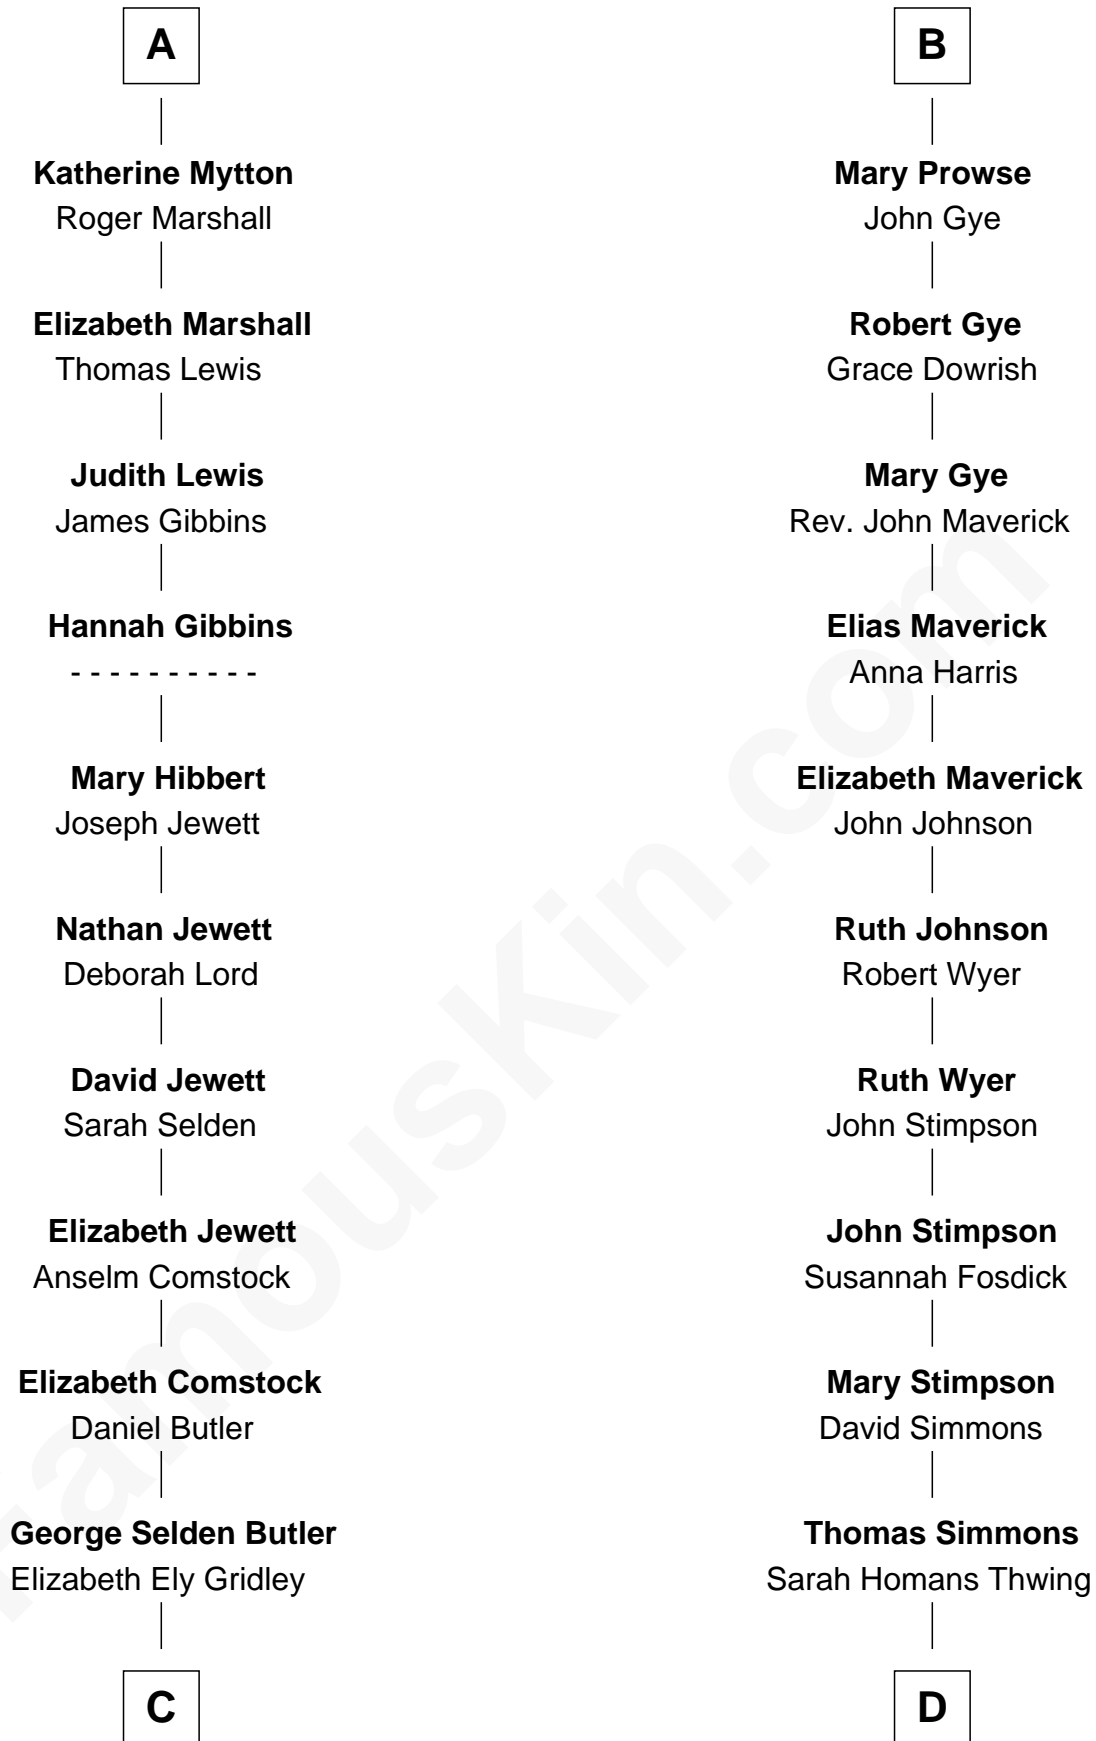 A
Katherine Mytton
Roger Marshall
Elizabeth Marshall
Thomas Lewis
Judith Lewis
James Gibbins
Hannah Gibbins
- - - - - - - - - -
Mary Hibbert
Joseph Jewett
Nathan Jewett
Deborah Lord
David Jewett
Sarah Selden
Elizabeth Jewett
Anselm Comstock
Elizabeth Comstock
Daniel Butler
George Selden Butler
Elizabeth Ely Gridley
C
B
Mary Prowse
John Gye
Robert Gye
Grace Dowrish
Mary Gye
Rev. John Maverick
Elias Maverick
Anna Harris
Elizabeth Maverick
John Johnson
Ruth Johnson
Robert Wyer
Ruth Wyer
John Stimpson
John Stimpson
Susannah Fosdick
Mary Stimpson
David Simmons
Thomas Simmons
Sarah Homans Thwing
D
FamousKin.com